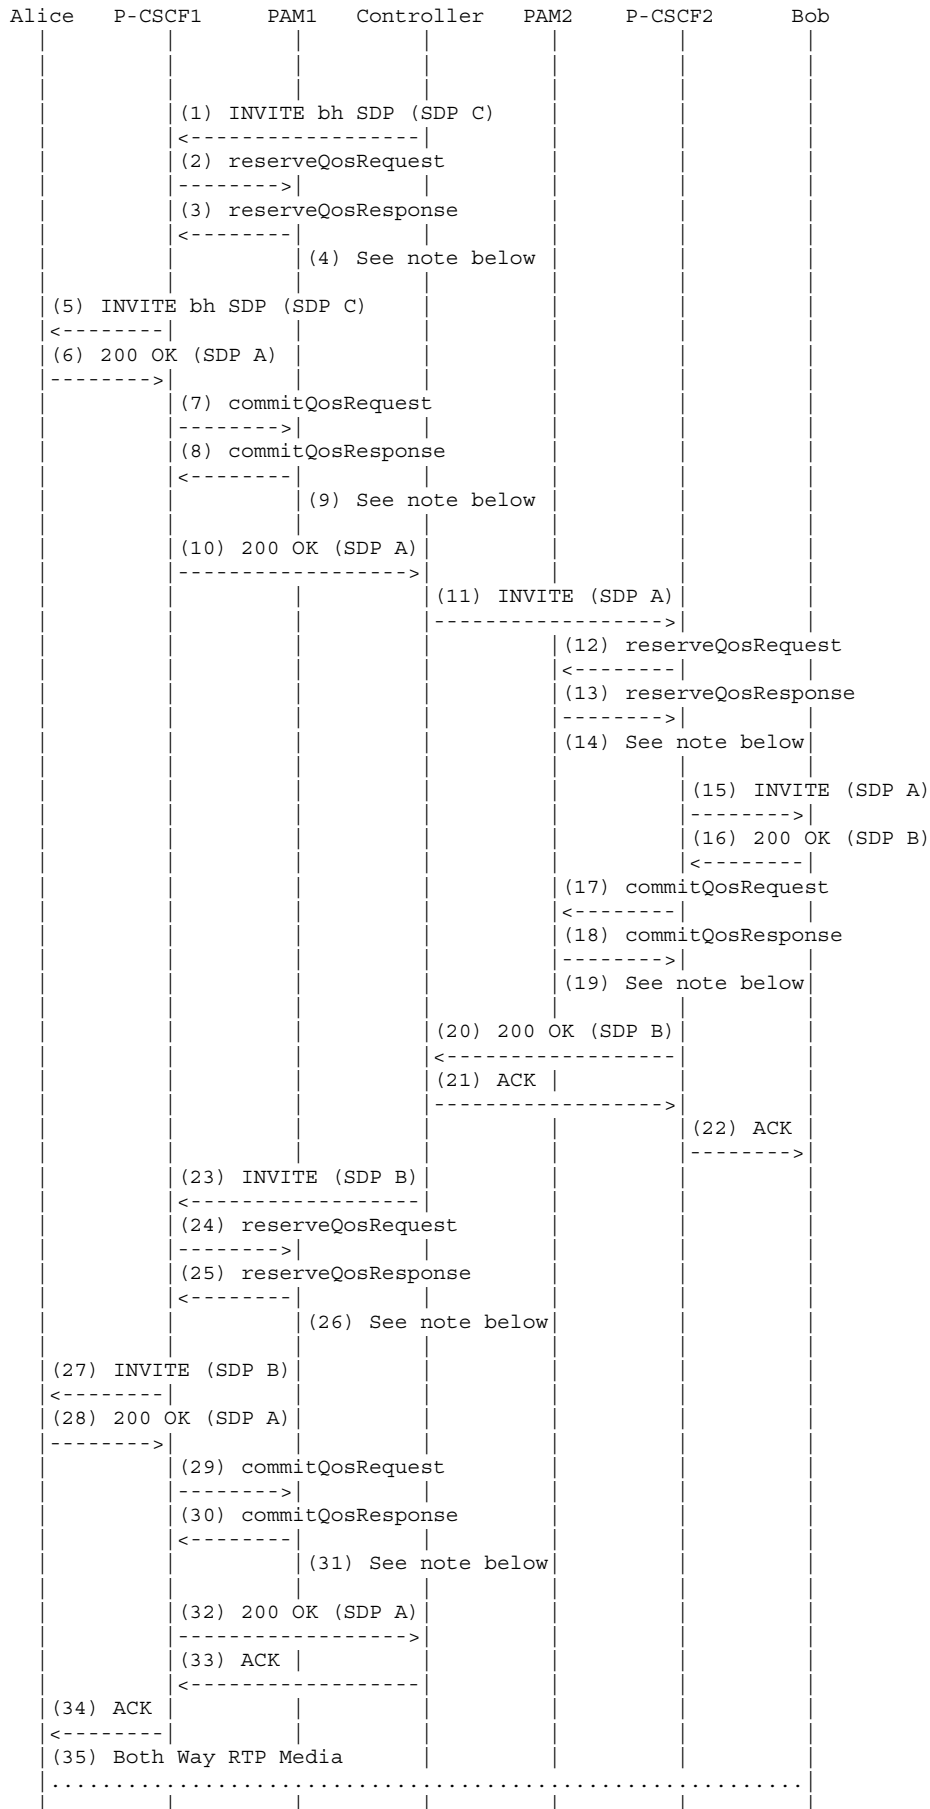 Alice P-CSCF1 PAM1 Controller PAM2 P-CSCF2 Bob
(1) INVITE bh SDP (SDP C)
(2) reserveQosRequest
(3) reserveQosResponse
(4) See note below
(5) INVITE bh SDP (SDP C)
(6) 200 OK (SDP A)
(7) commitQosRequest
(8) commitQosResponse
(9) See note below
(10) 200 OK (SDP A)
(11) INVITE (SDP A)
(12) reserveQosRequest
(13) reserveQosResponse
(14) See note below
(15) INVITE (SDP A)
(16) 200 OK (SDP B)
(17) commitQosRequest
(18) commitQosResponse
(19) See note below
(20) 200 OK (SDP B)
(21) ACK
(22) ACK
(23) INVITE (SDP B)
(24) reserveQosRequest
(25) reserveQosResponse
(26) See note below
(27) INVITE (SDP B)
(28) 200 OK (SDP A)
(29) commitQosRequest
(30) commitQosResponse
(31) See note below
(32) 200 OK (SDP A)
(33) ACK
(34) ACK
(35) Both Way RTP Media